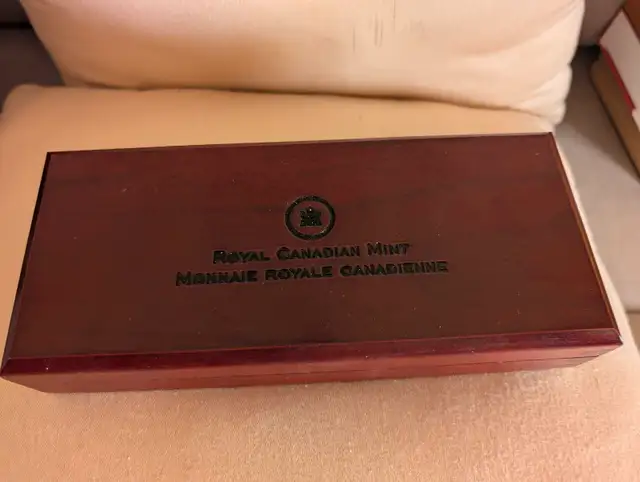 ROYAL CANADIAN MINT
MONNAIE ROYALE CANADIENNE